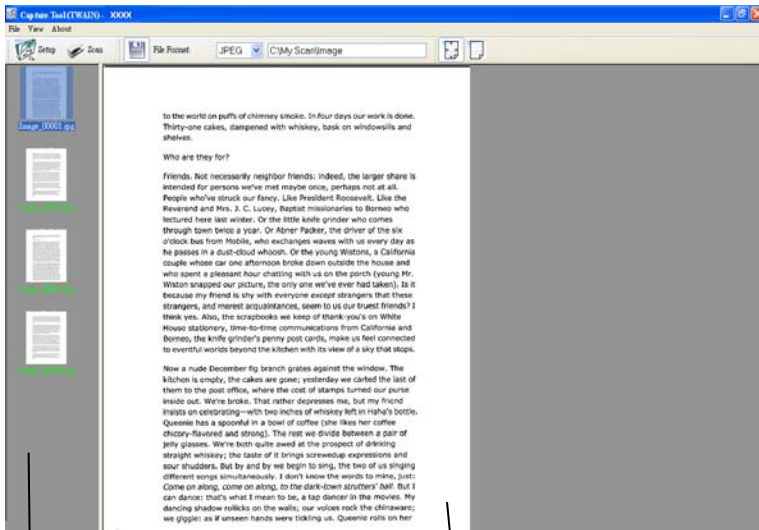 Capture Tool(TWAIN) - XXXX
File View About
Setup Scan File Format: JPEG C:\My Scan\Image
Image_00001.jpg
to the world on puffs of chimney smoke. In four days our work is done.
Thirty-one cakes, dampened with whiskey, bask on windowsills and
shelves.
Who are they for?
Friends. Not necessarily neighbor friends: indeed, the larger share is
intended for persons we've met maybe once, perhaps not at all.
People who've struck our fancy. Like President Roosevelt. Like the
Reverend and Mrs. J. C. Lucey, Baptist missionaries to Borneo who
lectured here last winter. Or the little knife grinder who comes
through town twice a year. Or Abner Packer, the driver of the six
o'clock bus from Mobile, who exchanges waves with us every day as
he passes in a dust-cloud whoosh. Or the young Wistons, a California
couple whose car one afternoon broke down outside the house and
who spent a pleasant hour chatting with us on the porch (young Mr.
Wiston snapped our picture, the only one we've ever had taken). Is it
because my friend is shy with everyone except strangers that these
strangers, and merest acquaintances, seem to us our truest friends? I
think yes. Also, the scrapbooks we keep of thank-you's on White
House stationery, time-to-time communications from California and
Borneo, the knife grinder's penny post cards, make us feel connected
to eventful worlds beyond the kitchen with its view of a sky that stops.
Now a nude December fig branch grates against the window. The
kitchen is empty, the cakes are gone; yesterday we carted the last of
them to the post office, where the cost of stamps turned our purse
inside out. We're broke. That rather depresses me, but my friend
insists on celebrating—with two inches of whiskey left in Haha's bottle.
Queenie has a spoonful in a bowl of coffee (she likes her coffee
chicory-flavored and strong). The rest we divide between a pair of
jelly glasses. We're both quite awed at the prospect of drinking
straight whiskey; the taste of it brings screwedup expressions and
sour shudders. But by and by we begin to sing, the two of us singing
different songs simultaneously. I don't know the words to mine, just:
Come on along, come on along, to the dark-town strutters' ball. But I
can dance: that's what I mean to be, a tap dancer in the movies. My
dancing shadow rollicks on the walls; our voices rock the chinaware;
we giggle: as if unseen hands were tickling us. Queenie rolls on her